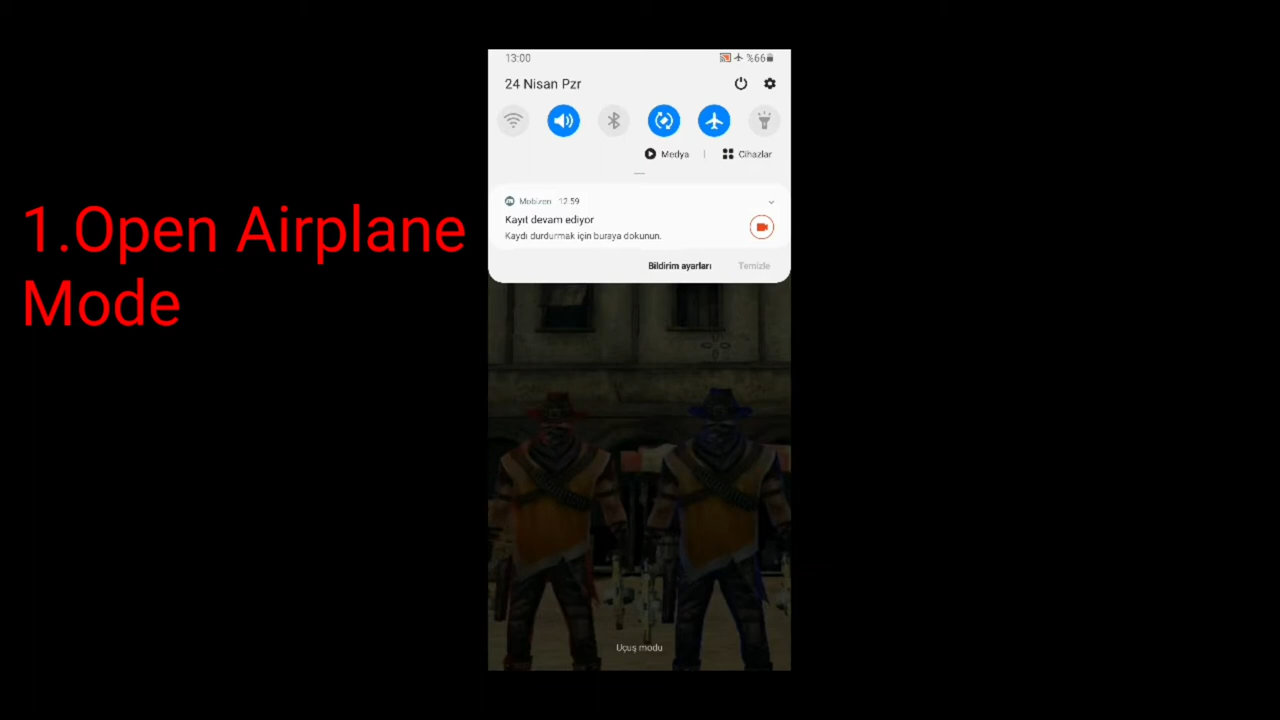 1.Open Airplane
Mode
13:00 %66
24 Nisan Pzr
Medya | Cihazlar
Mobizen 12:59
Kayıt devam ediyor
Kaydı durdurmak için buraya dokunun.
Bildirim ayarları Temizle
Uçuş modu